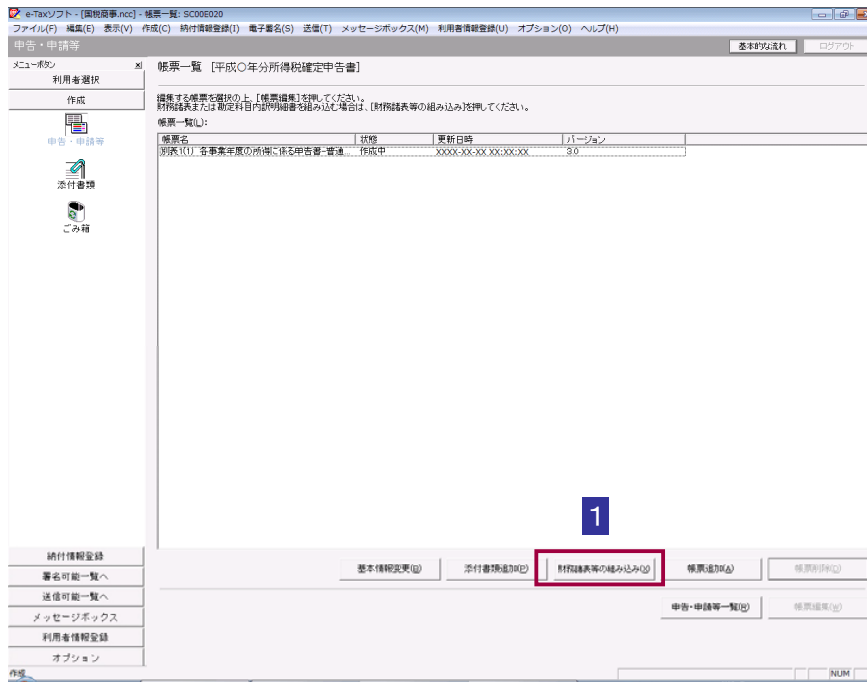 e-Taxソフト - [国税商事.ncc] - 帳票一覧: SC00E020
ファイル(F) 編集(E) 表示(V) 作成(C) 納付情報登録(I) 電子署名(S) 送信(T) メッセージボックス(M) 利用者情報登録(U) オプション(O) ヘルプ(H)
申告・申請等 基本的な流れ ログアウト
メニューボタン x
利用者選択
作成
申告・申請等
添付書類
ごみ箱
帳票一覧 [平成○年分所得税確定申告書]
編集する帳票を選択の上、[帳票編集]を押してください。
財務諸表または勘定科目内訳明細書を組み込む場合は、[財務諸表等の組み込み]を押してください。
帳票一覧(L):
帳票名 状態 更新日時 バージョン
別表1(1) 各事業年度の所得に係る申告書-普通... 作成中 XXXX-XX-XX XX:XX:XX 3.0
1
基本情報変更(B) 添付書類追加(P) 財務諸表等の組み込み(X) 帳票追加(A) 帳票削除(D)
申告・申請等一覧(R) 帳票編集(W)
納付情報登録
署名可能一覧へ
送信可能一覧へ
メッセージボックス
利用者情報登録
オプション
作成 NUM